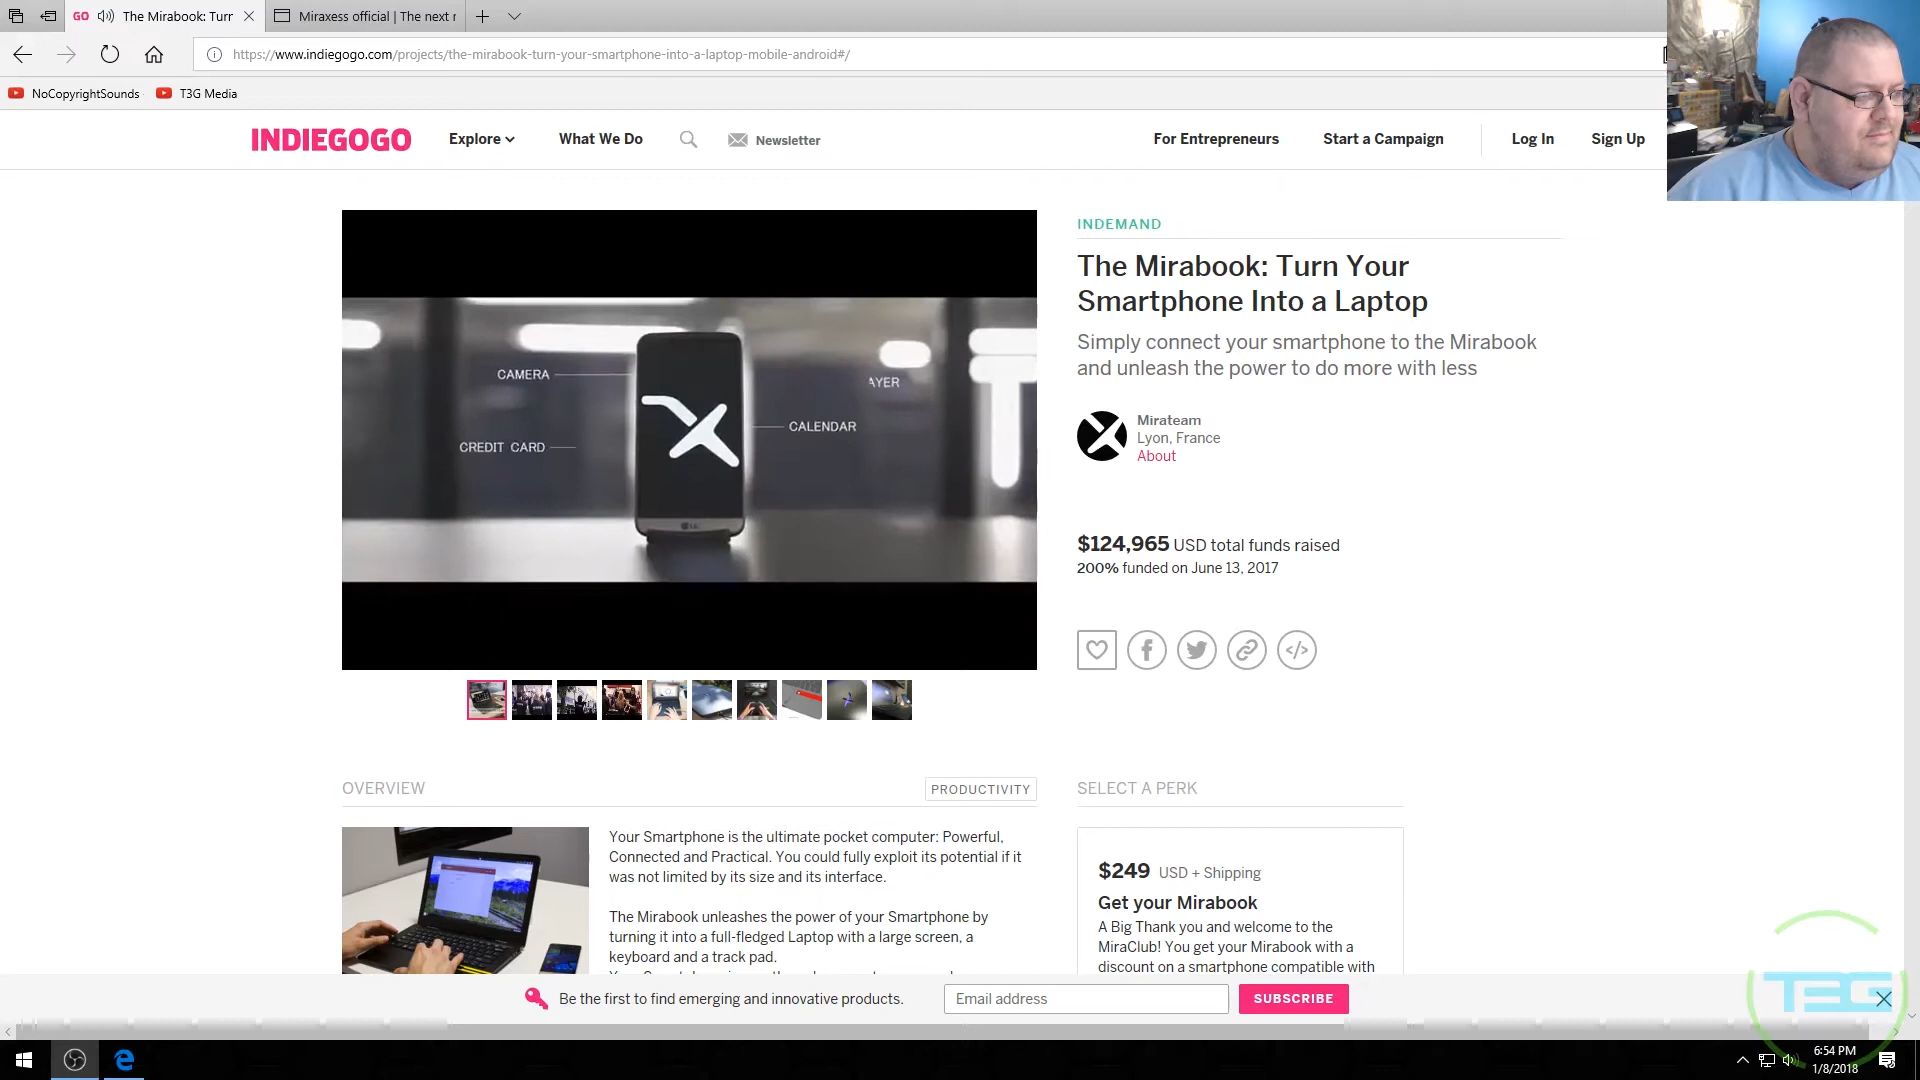 GO The Mirabook: Turr
Miraxess official | The next r
https://www.indiegogo.com/projects/the-mirabook-turn-your-smartphone-into-a-laptop-mobile-android#/
NoCopyrightSounds
T3G Media
INDIEGOGO
Explore
What We Do
Newsletter
For Entrepreneurs
Start a Campaign
Log In
Sign Up
CAMERA
AYER
CALENDAR
CREDIT CARD
LG
INDEMAND
The Mirabook: Turn Your
Smartphone Into a Laptop
Simply connect your smartphone to the Mirabook
and unleash the power to do more with less
Mirateam
Lyon, France
About
$124,965 USD total funds raised
200% funded on June 13, 2017
OVERVIEW
PRODUCTIVITY
Your Smartphone is the ultimate pocket computer: Powerful,
Connected and Practical. You could fully exploit its potential if it
was not limited by its size and its interface.
The Mirabook unleashes the power of your Smartphone by
turning it into a full-fledged Laptop with a large screen, a
keyboard and a track pad.
SELECT A PERK
$249 USD + Shipping
Get your Mirabook
A Big Thank you and welcome to the
MiraClub! You get your Mirabook with a
discount on a smartphone compatible with
Be the first to find emerging and innovative products.
Email address
SUBSCRIBE
T3G
6:54 PM
1/8/2018